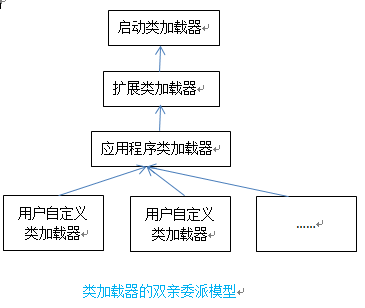 启动类加载器
扩展类加载器
应用程序类加载器
用户自定义
类加载器
用户自定义
类加载器
......
类加载器的双亲委派模型